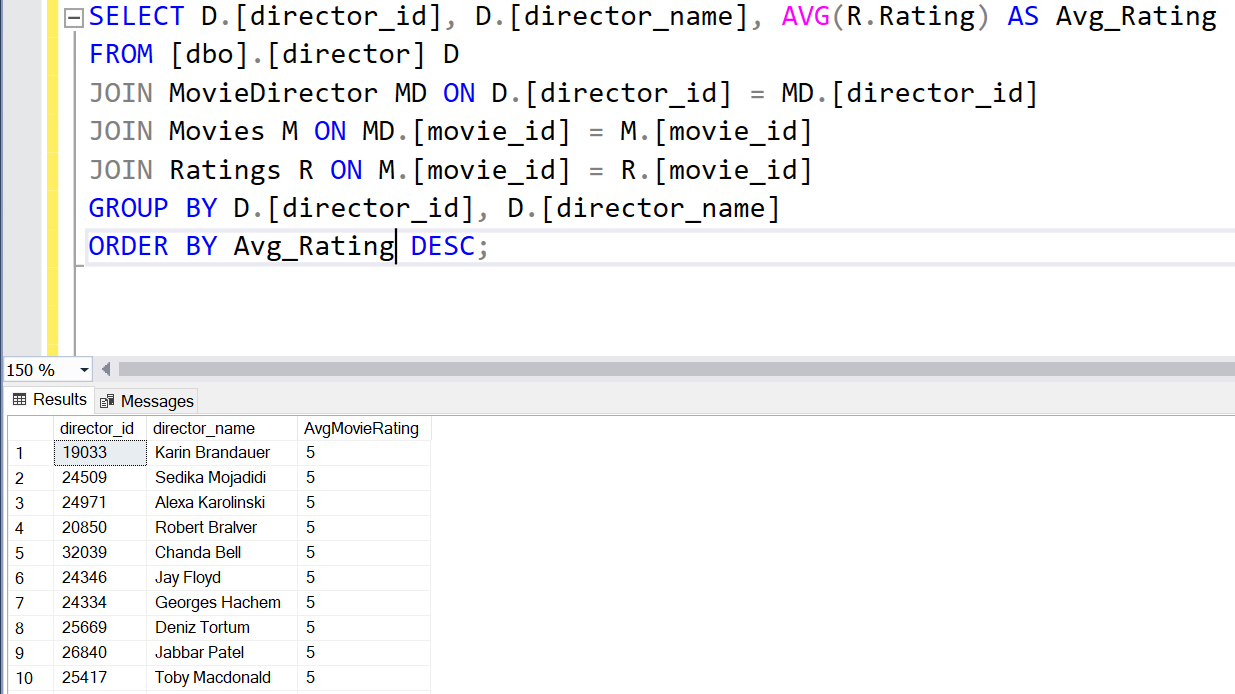 SELECT D.[director_id], D.[director_name], AVG(R.Rating) AS Avg_Rating
FROM [dbo].[director] D
JOIN MovieDirector MD ON D.[director_id] = MD.[director_id]
JOIN Movies M ON MD.[movie_id] = M.[movie_id]
JOIN Ratings R ON M.[movie_id] = R.[movie_id]
GROUP BY D.[director_id], D.[director_name]
ORDER BY Avg_Rating DESC;
150 %
Results Messages
director_id director_name AvgMovieRating
1 19033 Karin Brandauer 5
2 24509 Sedika Mojadidi 5
3 24971 Alexa Karolinski 5
4 20850 Robert Bralver 5
5 32039 Chanda Bell 5
6 24346 Jay Floyd 5
7 24334 Georges Hachem 5
8 25669 Deniz Tortum 5
9 26840 Jabbar Patel 5
10 25417 Toby Macdonald 5